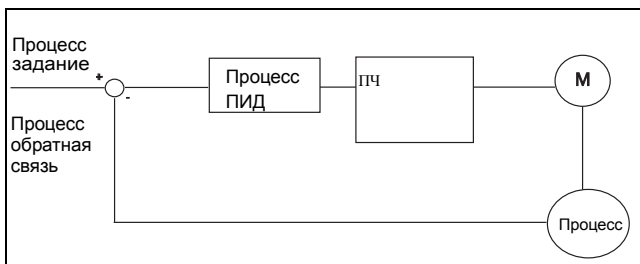 Процесс
задание
+
-
Процесс
ПИД
ПЧ
М
Процесс
обратная
связь
Процесс